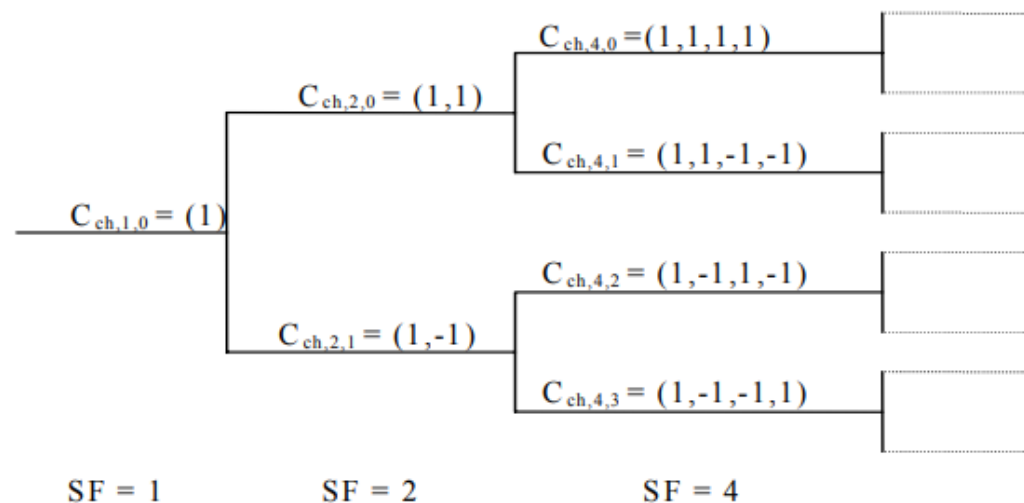 C ch,4,0 =(1,1,1,1)
C ch,2,0 = (1,1)
C ch,4,1 = (1,1,-1,-1)
C ch,1,0 = (1)
C ch,4,2 = (1,-1,1,-1)
C ch,2,1 = (1,-1)
C ch,4,3 = (1,-1,-1,1)
SF = 1 SF = 2 SF = 4